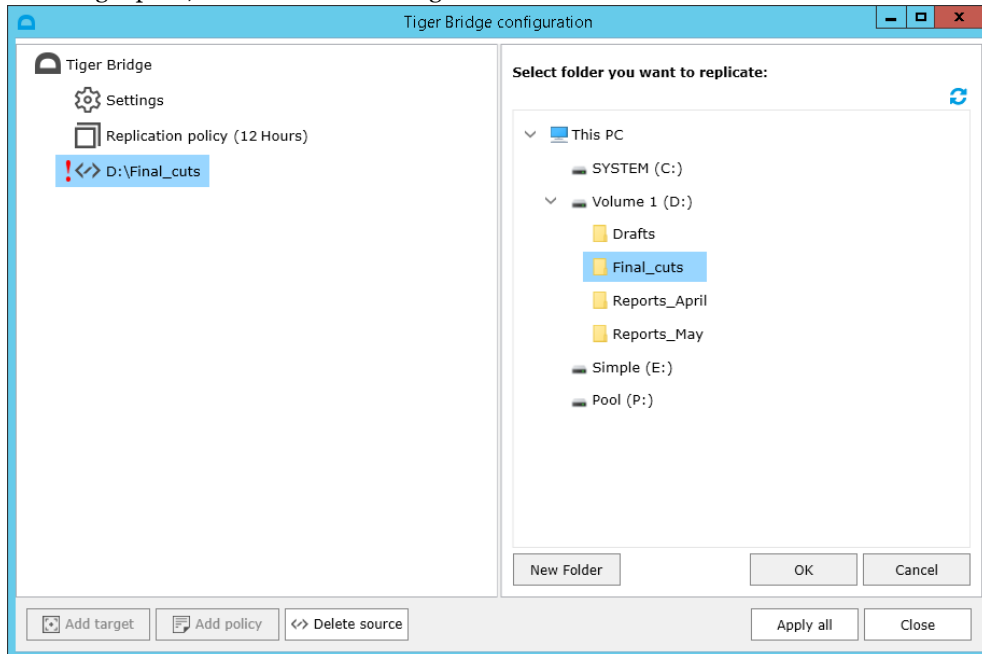 Tiger Bridge configuration
Tiger Bridge
Settings
Replication policy (12 Hours)
! D:\Final_cuts
Select folder you want to replicate:
This PC
SYSTEM (C:)
Volume 1 (D:)
Drafts
Final_cuts
Reports_April
Reports_May
Simple (E:)
Pool (P:)
New Folder
OK
Cancel
Add target
Add policy
Delete source
Apply all
Close